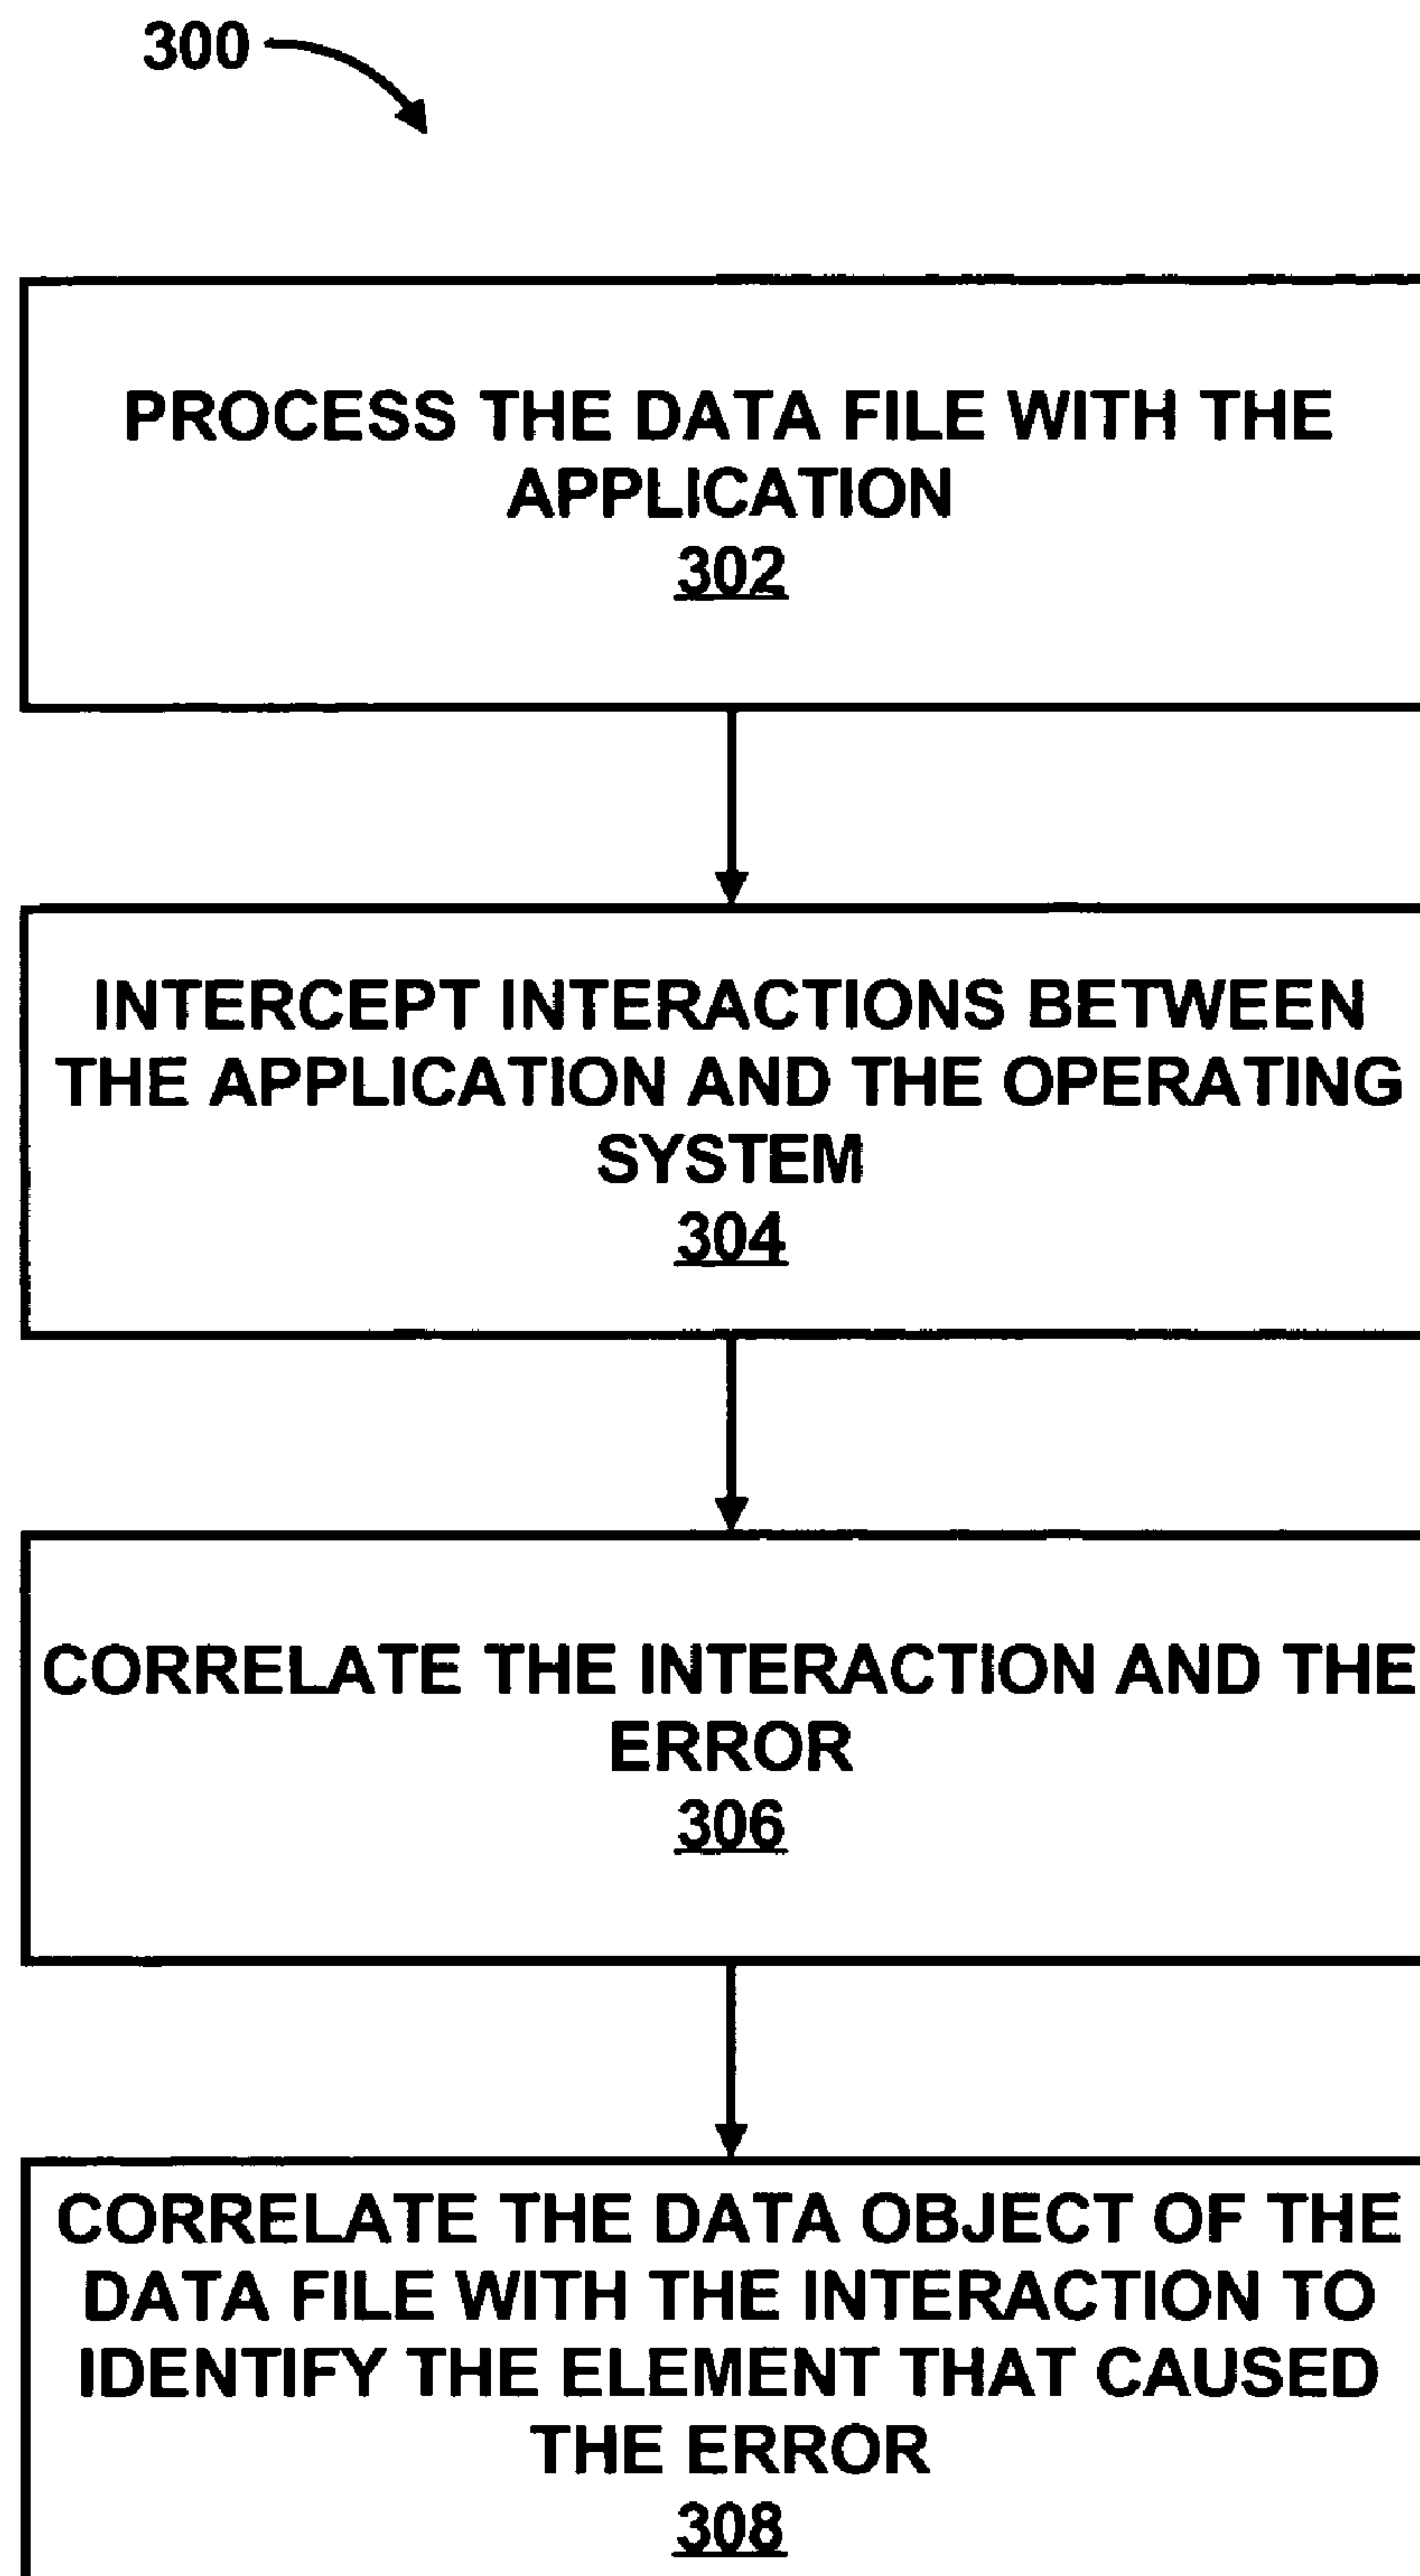 300
PROCESS THE DATA FILE WITH THE
APPLICATION
302
INTERCEPT INTERACTIONS BETWEEN
THE APPLICATION AND THE OPERATING
SYSTEM
304
CORRELATE THE INTERACTION AND THE
ERROR
306
CORRELATE THE DATA OBJECT OF THE
DATA FILE WITH THE INTERACTION TO
IDENTIFY THE ELEMENT THAT CAUSED
THE ERROR
308